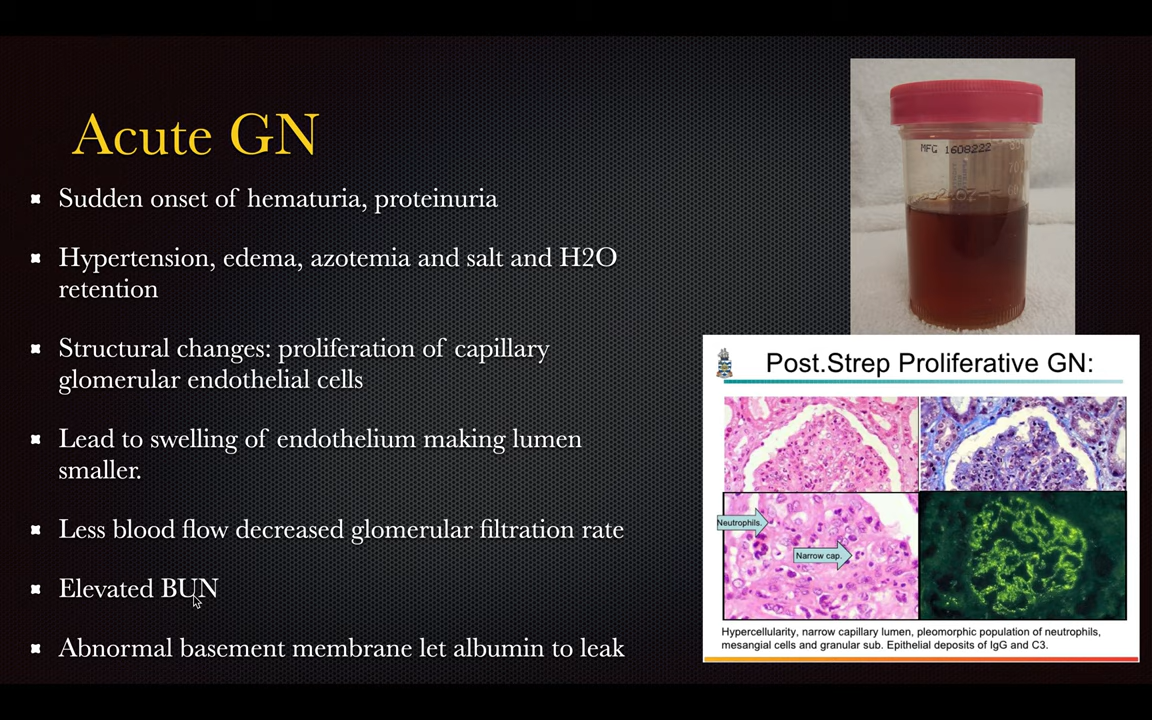 Acute GN
Sudden onset of hematuria, proteinuria
Hypertension, edema, azotemia and salt and H2O
retention
Structural changes: proliferation of capillary
glomerular endothelial cells
Lead to swelling of endothelium making lumen
smaller.
Less blood flow decreased glomerular filtration rate
Elevated BUN
Abnormal basement membrane let albumin to leak
MFG 1608222
Post.Strep Proliferative GN:
Neutrophils.
Narrow cap.
Hypercellularity, narrow capillary lumen, pleomorphic population of neutrophils,
mesangial cells and granular sub. Epithelial deposits of IgG and C3.